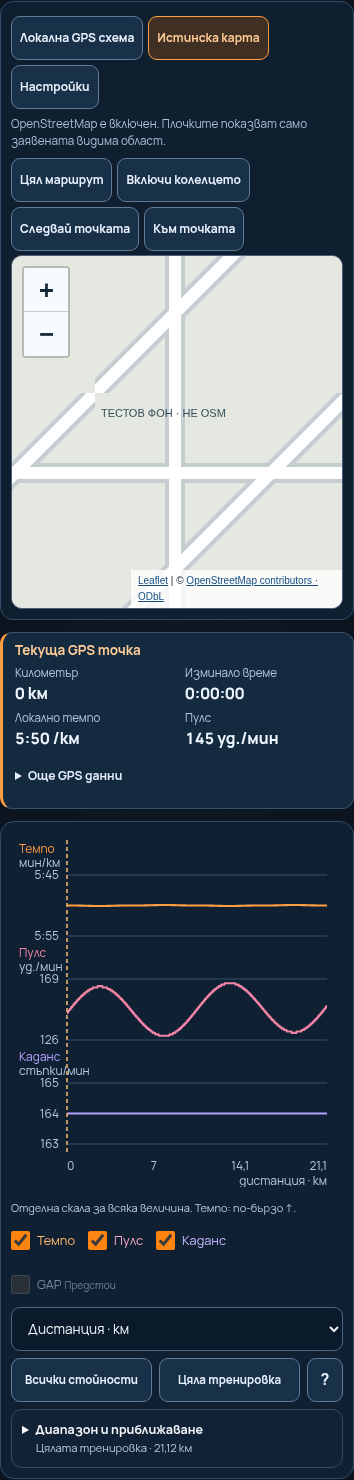 Локална GPS схема
Истинска карта
Настройки
OpenStreetMap е включен. Плочките показват само
заявената видима област.
Цял маршрут
Включи колелцето
Следвай точката
Към точката
+
−
ТЕСТОВ ФОН · НЕ OSM
Leaflet | © OpenStreetMap contributors ·
ODbL
Текуща GPS точка
Километър
Изминало време
0 км
0:00:00
Локално темпо
Пулс
5:50 /км
145 уд./мин
Още GPS данни
Темпо
мин/км
5:45
5:55
Пулс
уд./мин
169
126
Каданс
стъпки/мин
165
164
163
0
7
14,1
21,1
дистанция · км
Отделна скала за всяка величина. Темпо: по-бързо ↑.
Темпо
Пулс
Каданс
GAP Предстои
Дистанция · км
Всички стойности
Цяла тренировка
?
Диапазон и приближаване
Цялата тренировка · 21,12 км